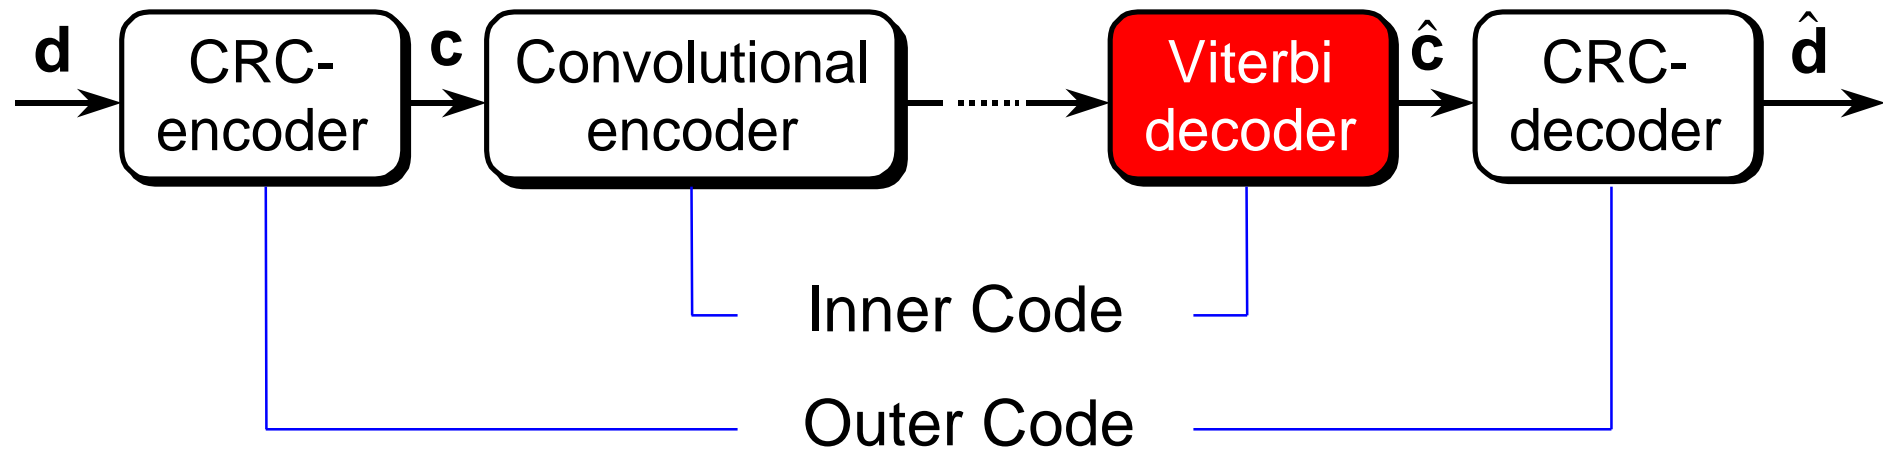 d
CRC-
encoder
c
Convolutional
encoder
Viterbi
decoder
ĉ
CRC-
decoder
d̂
Inner Code
Outer Code